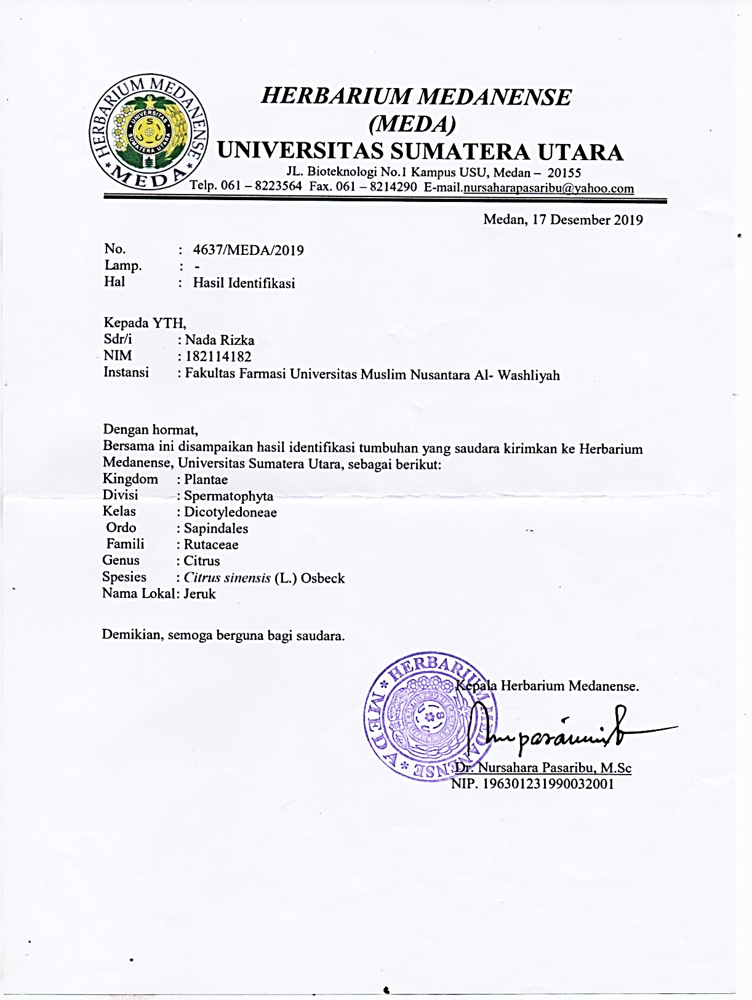 HERBARIUM MEDANENSE
MEDA
UNIVERSITAS
SUMATERA UTARA
HERBARIUM MEDANENSE
(MEDA)
UNIVERSITAS SUMATERA UTARA
JL. Bioteknologi No.1 Kampus USU, Medan – 20155
Telp. 061 – 8223564 Fax. 061 – 8214290 E-mail.nursaharapasaribu@yahoo.com
Medan, 17 Desember 2019
No. : 4637/MEDA/2019
Lamp. : -
Hal : Hasil Identifikasi
Kepada YTH,
Sdr/i : Nada Rizka
NIM : 182114182
Instansi : Fakultas Farmasi Universitas Muslim Nusantara Al- Washliyah
Dengan hormat,
Bersama ini disampaikan hasil identifikasi tumbuhan yang saudara kirimkan ke Herbarium
Medanense, Universitas Sumatera Utara, sebagai berikut:
Kingdom : Plantae
Divisi : Spermatophyta
Kelas : Dicotyledoneae
Ordo : Sapindales
Famili : Rutaceae
Genus : Citrus
Spesies : Citrus sinensis (L.) Osbeck
Nama Lokal : Jeruk
Demikian, semoga berguna bagi saudara.
HERBARIUM MEDANENSE
MEDA
UNIVERSITAS
SUMATERA UTARA
Kepala Herbarium Medanense.
Dr. Nursahara Pasaribu, M.Sc
NIP. 196301231990032001